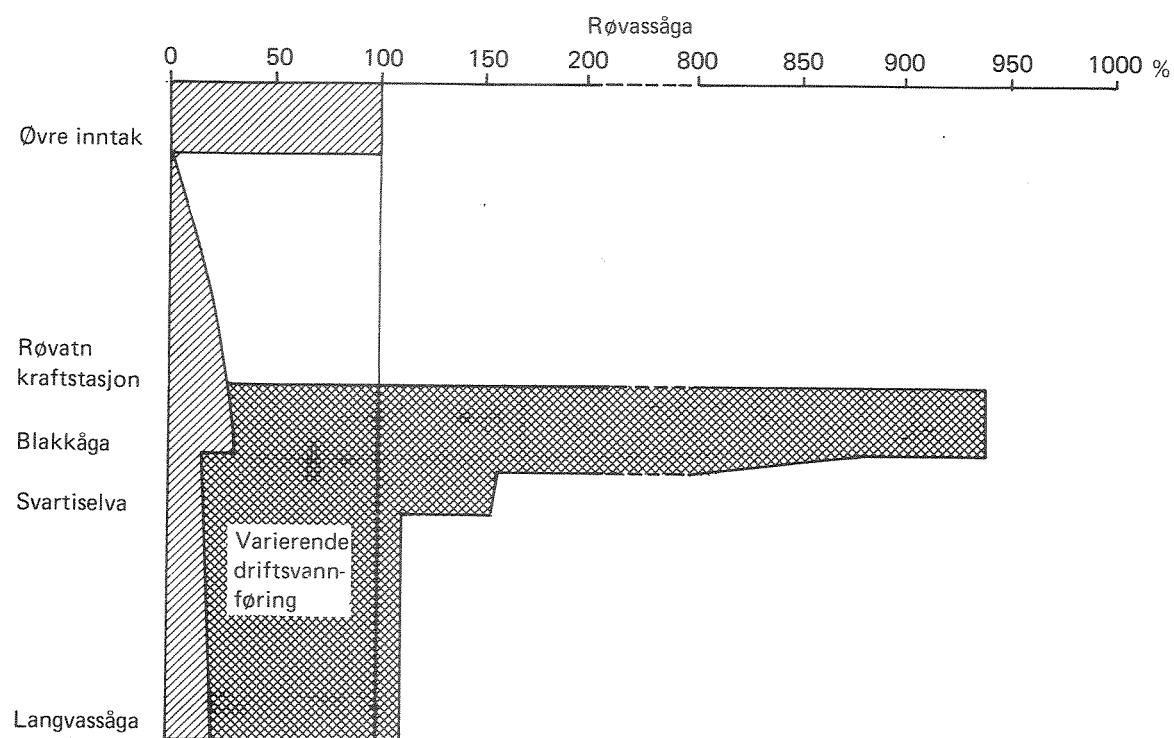 Røvassåga
0 50 100 150 200 800 850 900 950 1000 %
Øvre inntak
Røvatn
kraftstasjon
Blakkåga
Svartiselva
Varierende
driftsvann-
føring
Langvassåga